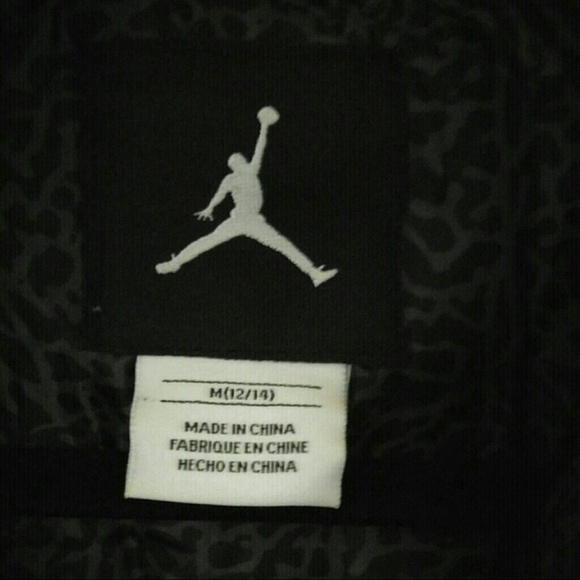 M(12/14)
MADE IN CHINA
FABRIQUE EN CHINE
HECHO EN CHINA